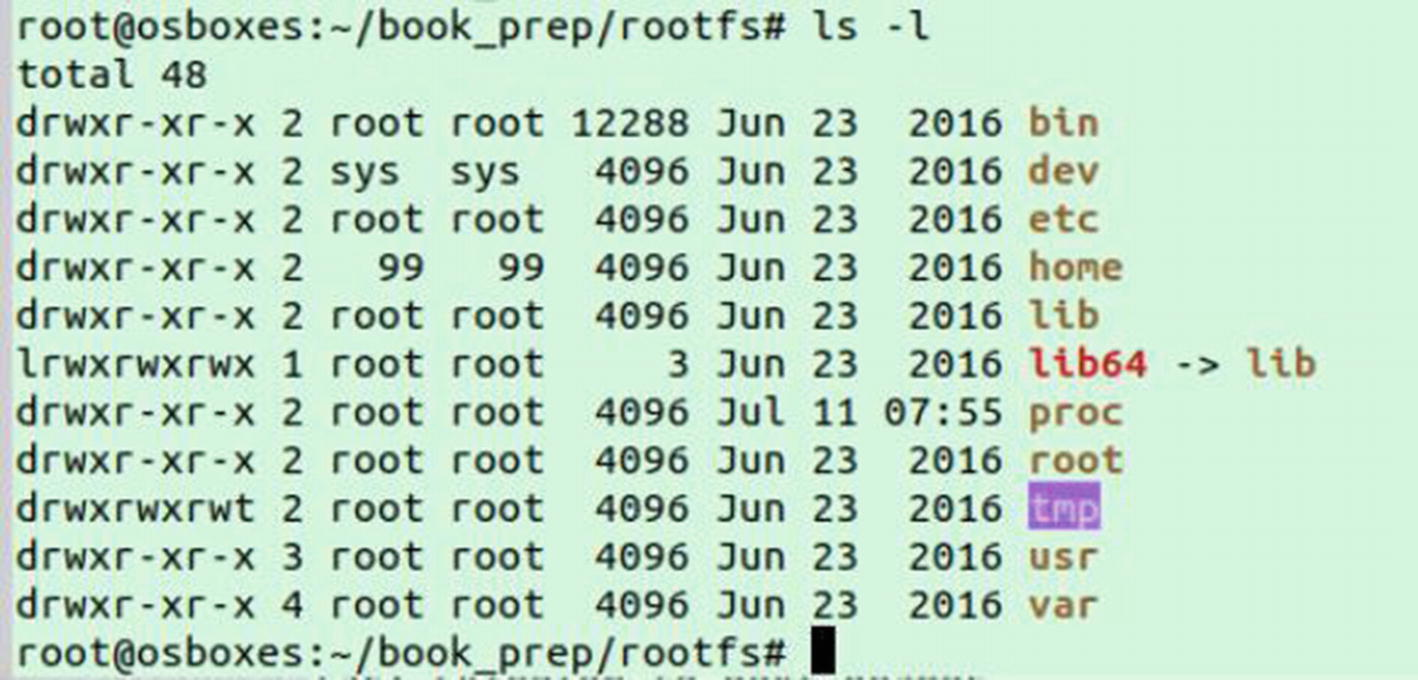 root@osboxes:~/book_prep/rootfs# ls -l
total 48
drwxr-xr-x 2 root root 12288 Jun 23  2016 bin
drwxr-xr-x 2 sys  sys   4096 Jun 23  2016 dev
drwxr-xr-x 2 root root  4096 Jun 23  2016 etc
drwxr-xr-x 2   99   99  4096 Jun 23  2016 home
drwxr-xr-x 2 root root  4096 Jun 23  2016 lib
lrwxrwxrwx 1 root root     3 Jun 23  2016 lib64 -> lib
drwxr-xr-x 2 root root  4096 Jul 11 07:55 proc
drwxr-xr-x 2 root root  4096 Jun 23  2016 root
drwxrwxrwt 2 root root  4096 Jun 23  2016 tmp
drwxr-xr-x 3 root root  4096 Jun 23  2016 usr
drwxr-xr-x 4 root root  4096 Jun 23  2016 var
root@osboxes:~/book_prep/rootfs#